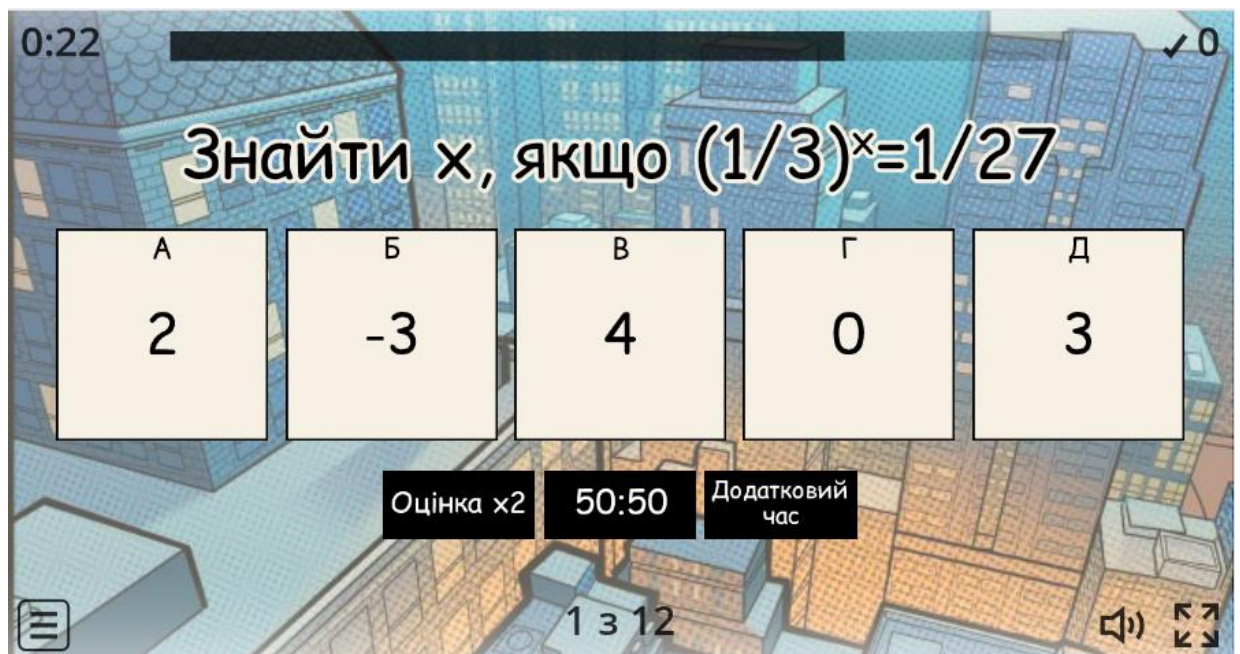 0:22
✓ 0
Знайти x, якщо (1/3)ˣ=1/27
А
2
Б
-3
В
4
Г
0
Д
3
Оцінка x2
50:50
Додатковий
час
1 з 12